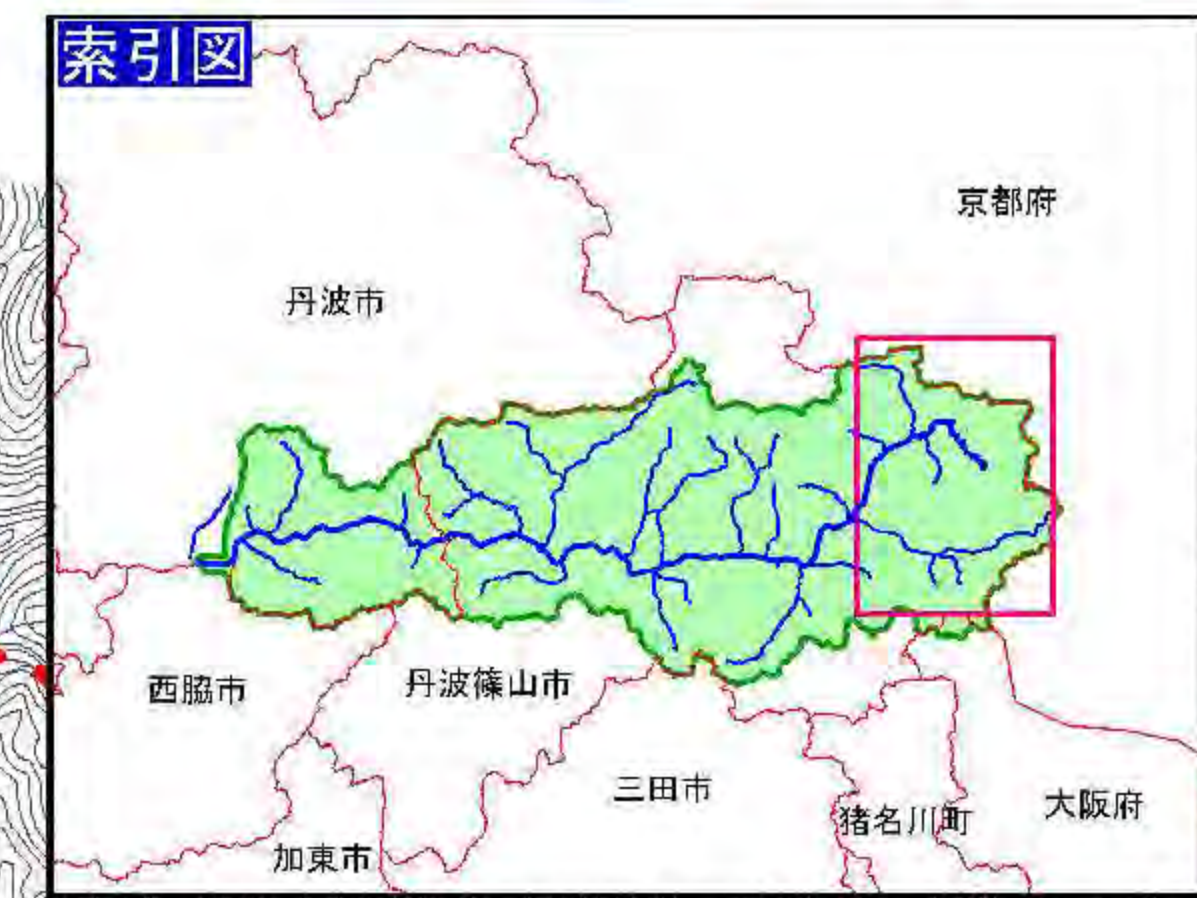 索引図
京都府
丹波市
西脇市
丹波篠山市
三田市
猪名川町
大阪府
加東市